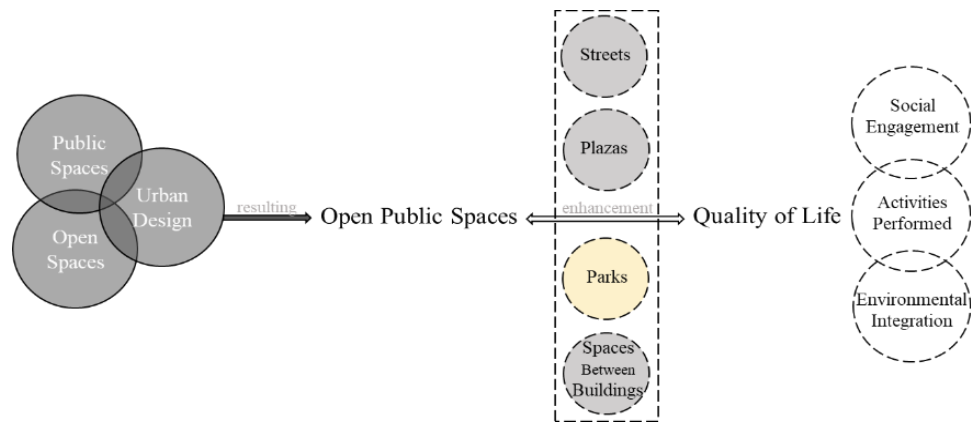 Public
Spaces
Urban
Design
Open
Spaces
resulting
Open Public Spaces
Streets
Plazas
enhancement
Parks
Spaces
Between
Buildings
Quality of Life
Social
Engagement
Activities
Performed
Environmental
Integration